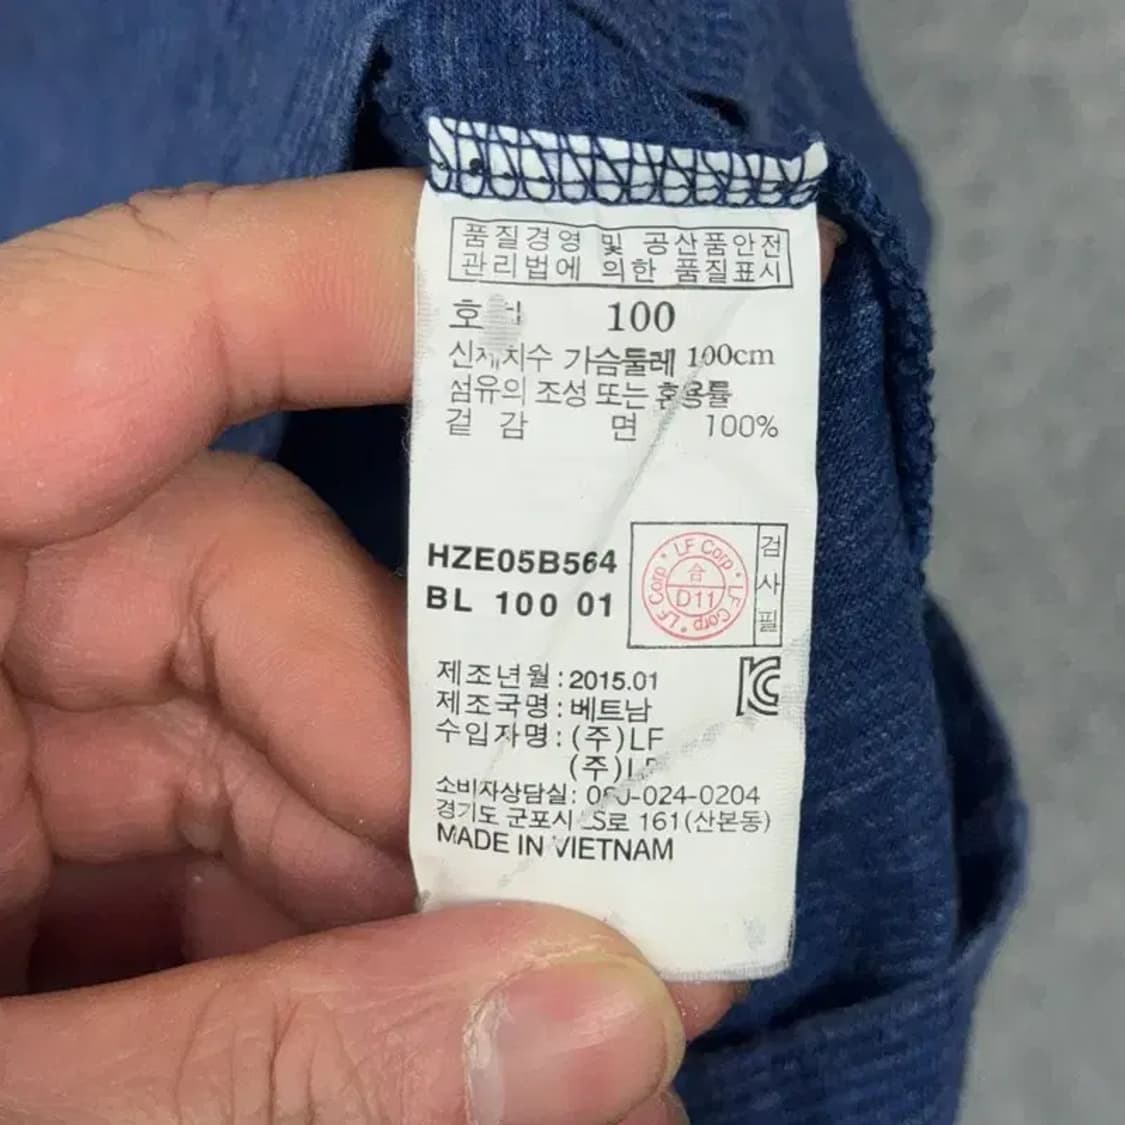 품질경영 및 공산품안전
관리법에 의한 품질표시
100
신체치수 가슴둘레 100cm
섬유의 조성 또는 혼용률
겉 감 면 100%
HZE05B564
BL 100 01
LF Corp • LF Corp • LF Corp
合
D11
검
사
필
제조년월 : 2015.01
제조국명 : 베트남
수입자명 : (주)LF
(주)
소비자상담실: 080-024-0204
경기도 군포시 LS로 161(산본동)
MADE IN VIETNAM